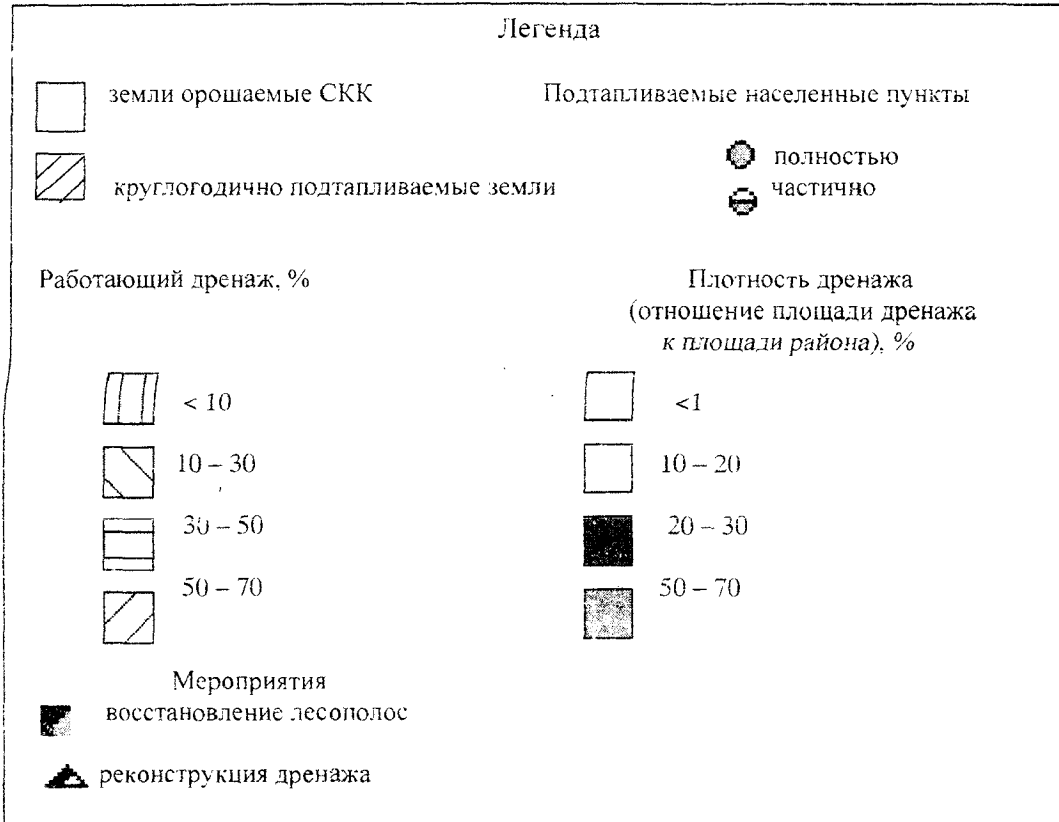 Легенда
земли орошаемые СКК
круглогодично подтапливаемые земли
Подтапливаемые населенные пункты
полностью
частично
Работающий дренаж, %
< 10
10 – 30
30 – 50
50 – 70
Плотность дренажа
(отношение площади дренажа
к площади района), %
<1
10 – 20
20 – 30
50 – 70
Мероприятия
восстановление лесополос
реконструкция дренажа